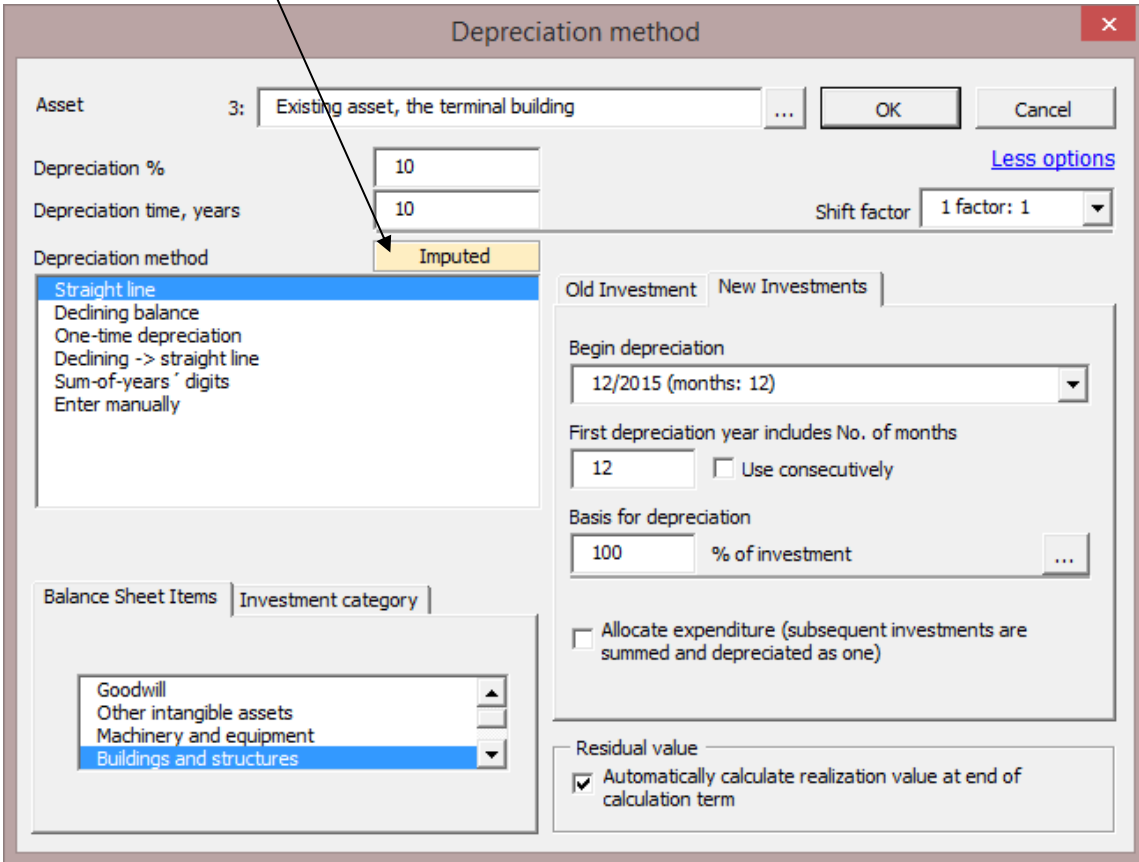 Depreciation method
Asset 3: Existing asset, the terminal building ... OK Cancel
Depreciation % 10 Less options
Depreciation time, years 10 Shift factor 1 factor: 1
Depreciation method Imputed
Straight line
Declining balance
One-time depreciation
Declining -> straight line
Sum-of-years´ digits
Enter manually
Old Investment New Investments
Begin depreciation
12/2015 (months: 12)
First depreciation year includes No. of months
12 Use consecutively
Basis for depreciation
100 % of investment ...
Allocate expenditure (subsequent investments are
summed and depreciated as one)
Balance Sheet Items Investment category
Goodwill
Other intangible assets
Machinery and equipment
Buildings and structures
Residual value
Automatically calculate realization value at end of
calculation term